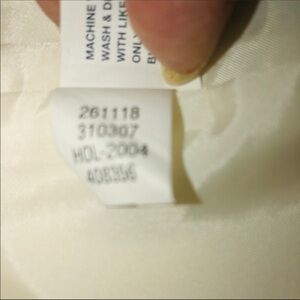 MACHINE
WASH & D
WITH LIKE
ONLY
261118
310307
HOL-2004
408356